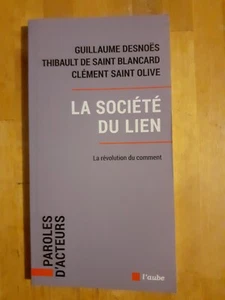 GUILLAUME DESNOËS
THIBAULT DE SAINT BLANCARD
CLÉMENT SAINT OLIVE
LA SOCIÉTÉ
DU LIEN
La révolution du comment
PAROLES
D'ACTEURS
l'aube